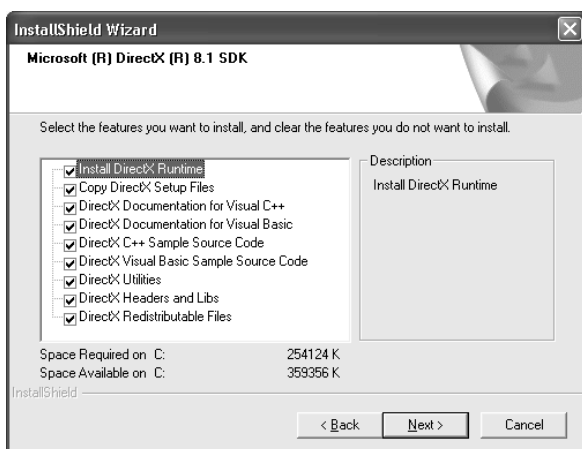 InstallShield Wizard
Microsoft (R) DirectX (R) 8.1 SDK
Select the features you want to install, and clear the features you do not want to install.
Install DirectX Runtime
Copy DirectX Setup Files
DirectX Documentation for Visual C++
DirectX Documentation for Visual Basic
DirectX C++ Sample Source Code
DirectX Visual Basic Sample Source Code
DirectX Utilities
DirectX Headers and Libs
DirectX Redistributable Files
Description
Install DirectX Runtime
Space Required on C: 254124 K
Space Available on C: 359356 K
InstallShield
< Back Next > Cancel